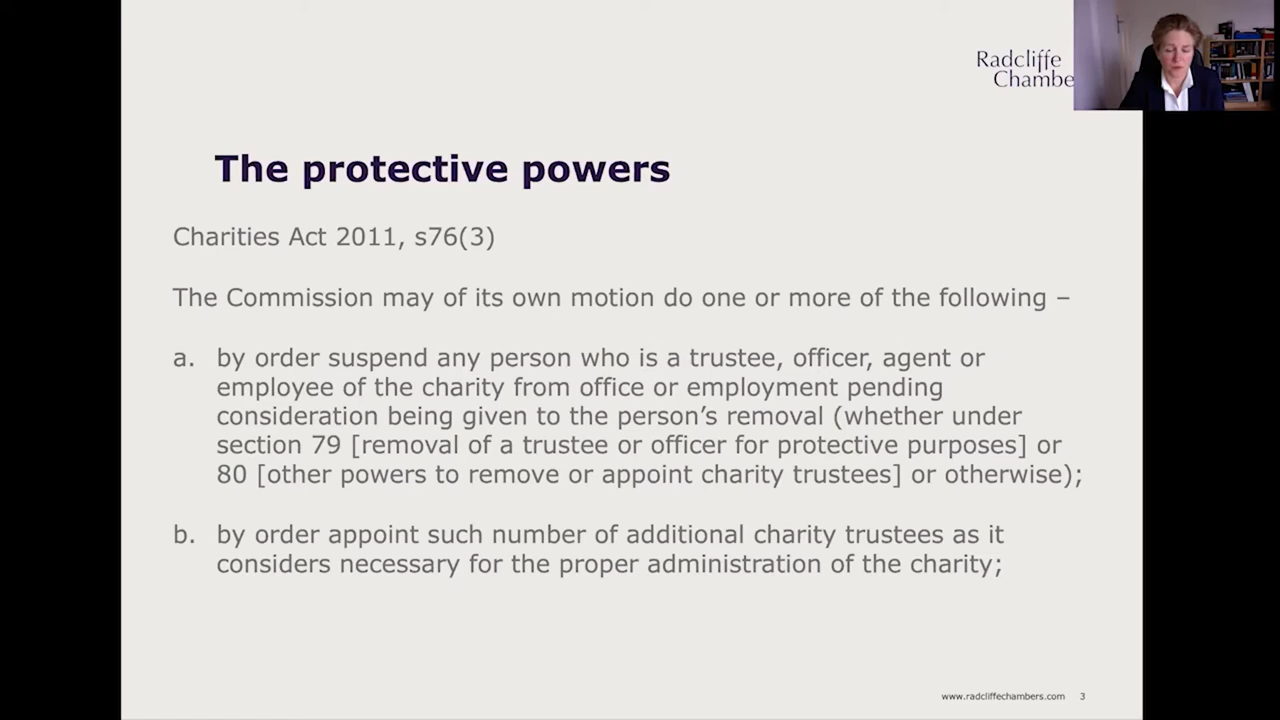 Radcliffe
Chambe
The protective powers
Charities Act 2011, s76(3)
The Commission may of its own motion do one or more of the following –
a. by order suspend any person who is a trustee, officer, agent or
employee of the charity from office or employment pending
consideration being given to the person’s removal (whether under
section 79 [removal of a trustee or officer for protective purposes] or
80 [other powers to remove or appoint charity trustees] or otherwise);
b. by order appoint such number of additional charity trustees as it
considers necessary for the proper administration of the charity;
www.radcliffechambers.com 3